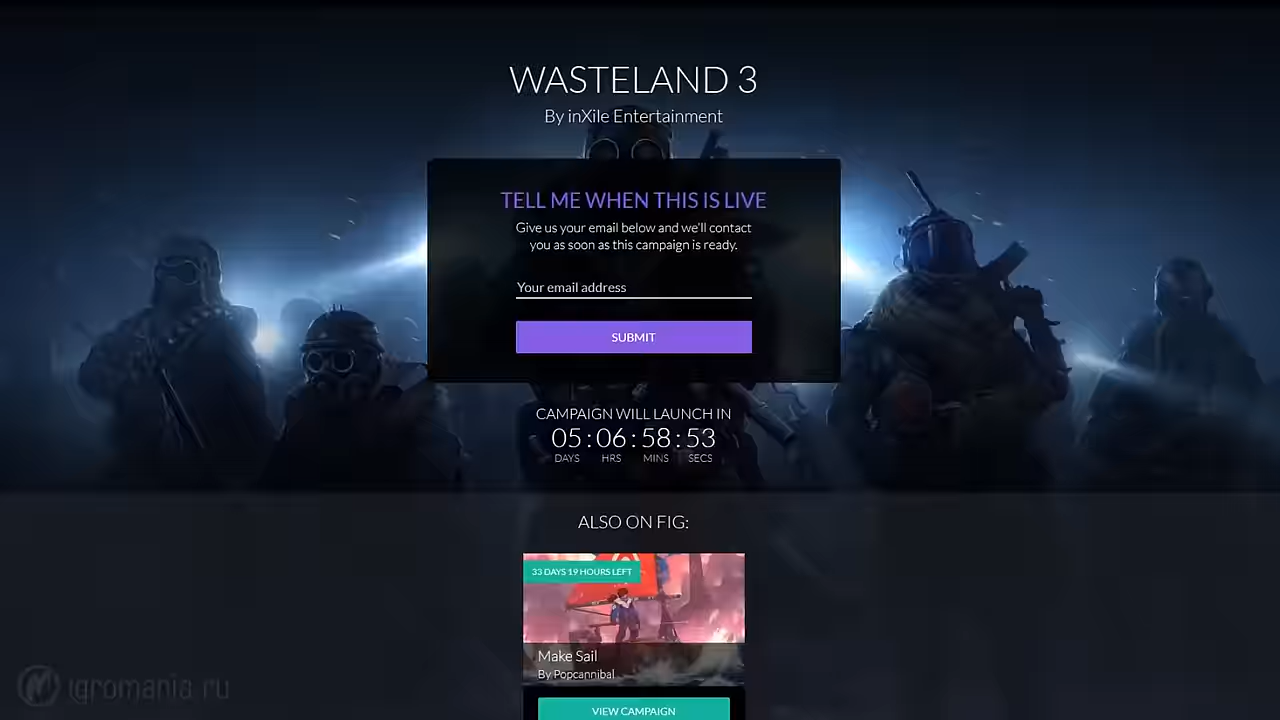 WASTELAND 3
By inXile Entertainment
TELL ME WHEN THIS IS LIVE
Give us your email below and we'll contact
you as soon as this campaign is ready.
Your email address
SUBMIT
CAMPAIGN WILL LAUNCH IN
05 : 06 : 58 : 53
DAYS HRS MINS SECS
ALSO ON FIG:
33 DAYS 19 HOURS LEFT
Make Sail
By Popcannibal
igromania.ru
VIEW CAMPAIGN